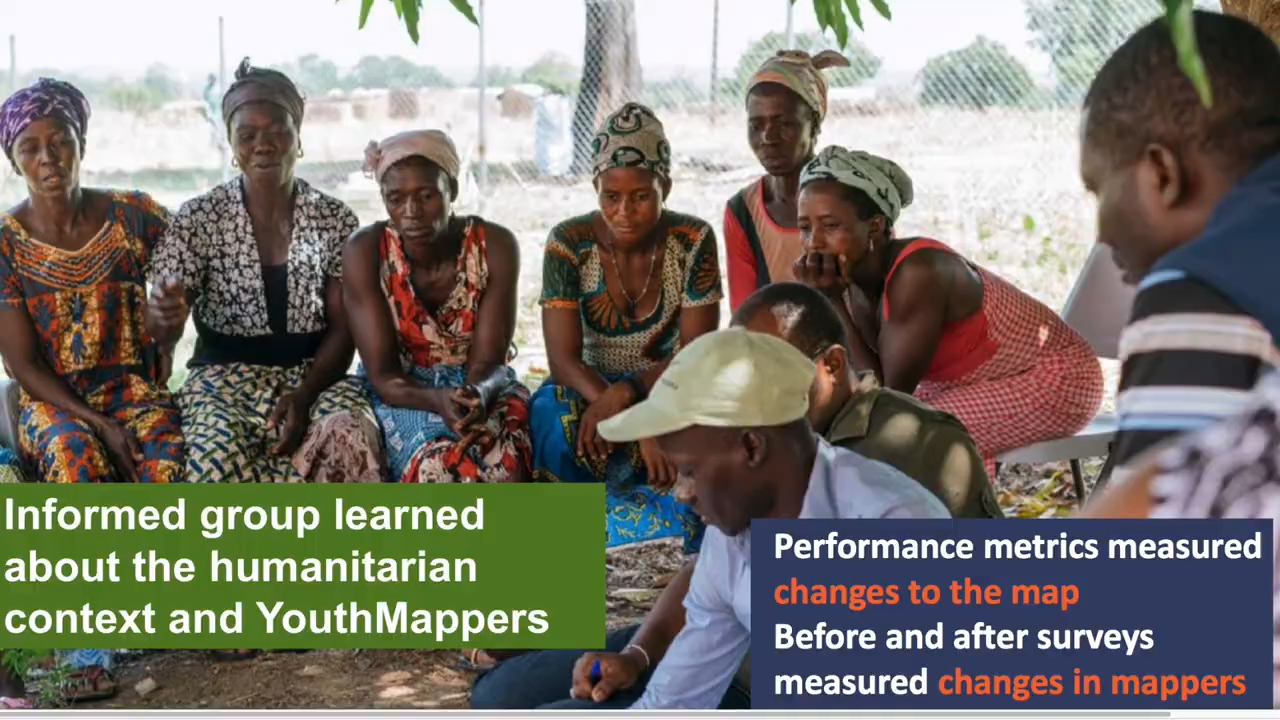 Informed group learned
about the humanitarian
context and YouthMappers
Performance metrics measured
changes to the map
Before and after surveys
measured changes in mappers